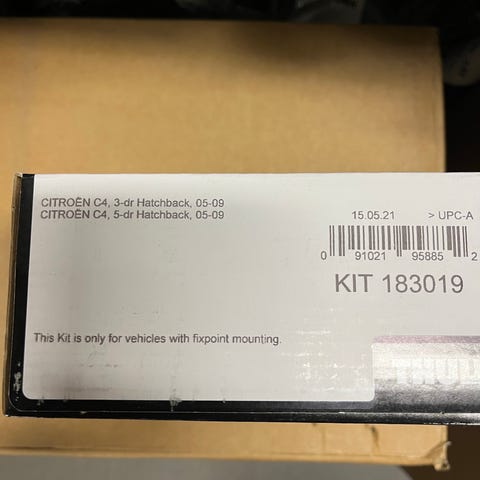 CITROËN C4, 3-dr Hatchback, 05-09
CITROËN C4, 5-dr Hatchback, 05-09
15.05.21 > UPC-A
0 91021 95885 2
KIT 183019
This Kit is only for vehicles with fixpoint mounting.